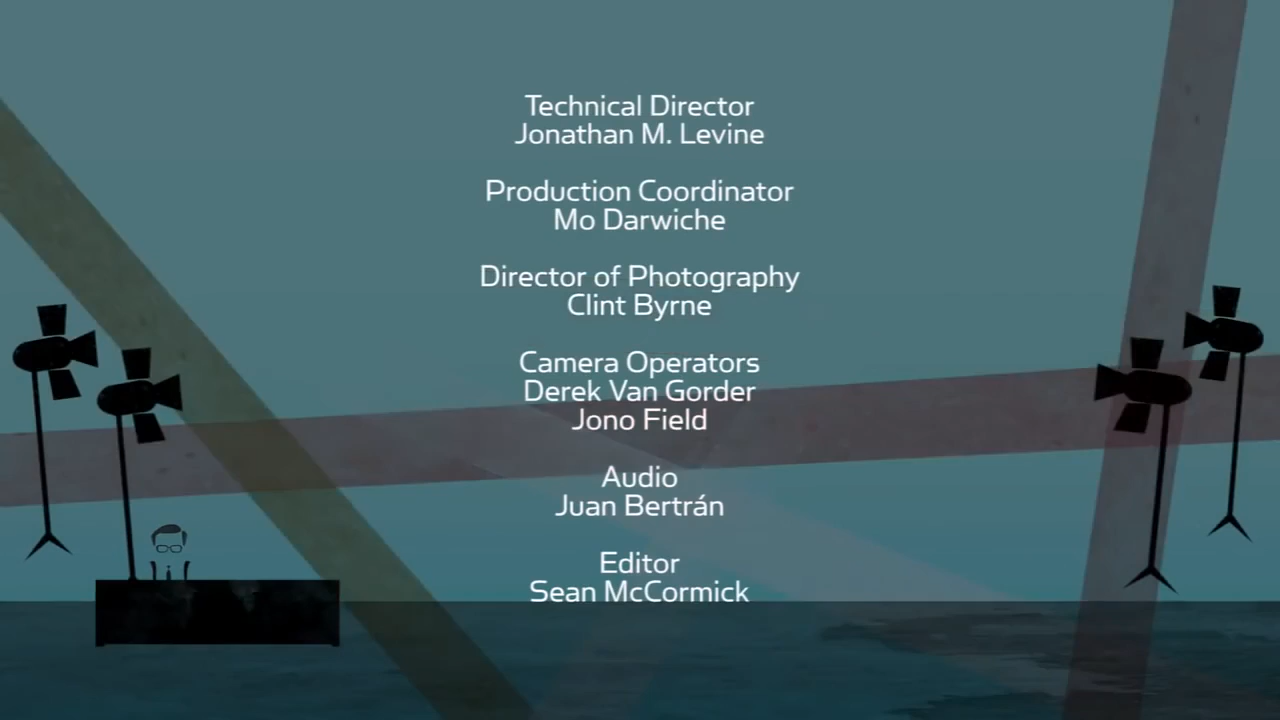 Technical Director
Jonathan M. Levine
Production Coordinator
Mo Darwiche
Director of Photography
Clint Byrne
Camera Operators
Derek Van Gorder
Jono Field
Audio
Juan Bertrán
Editor
Sean McCormick